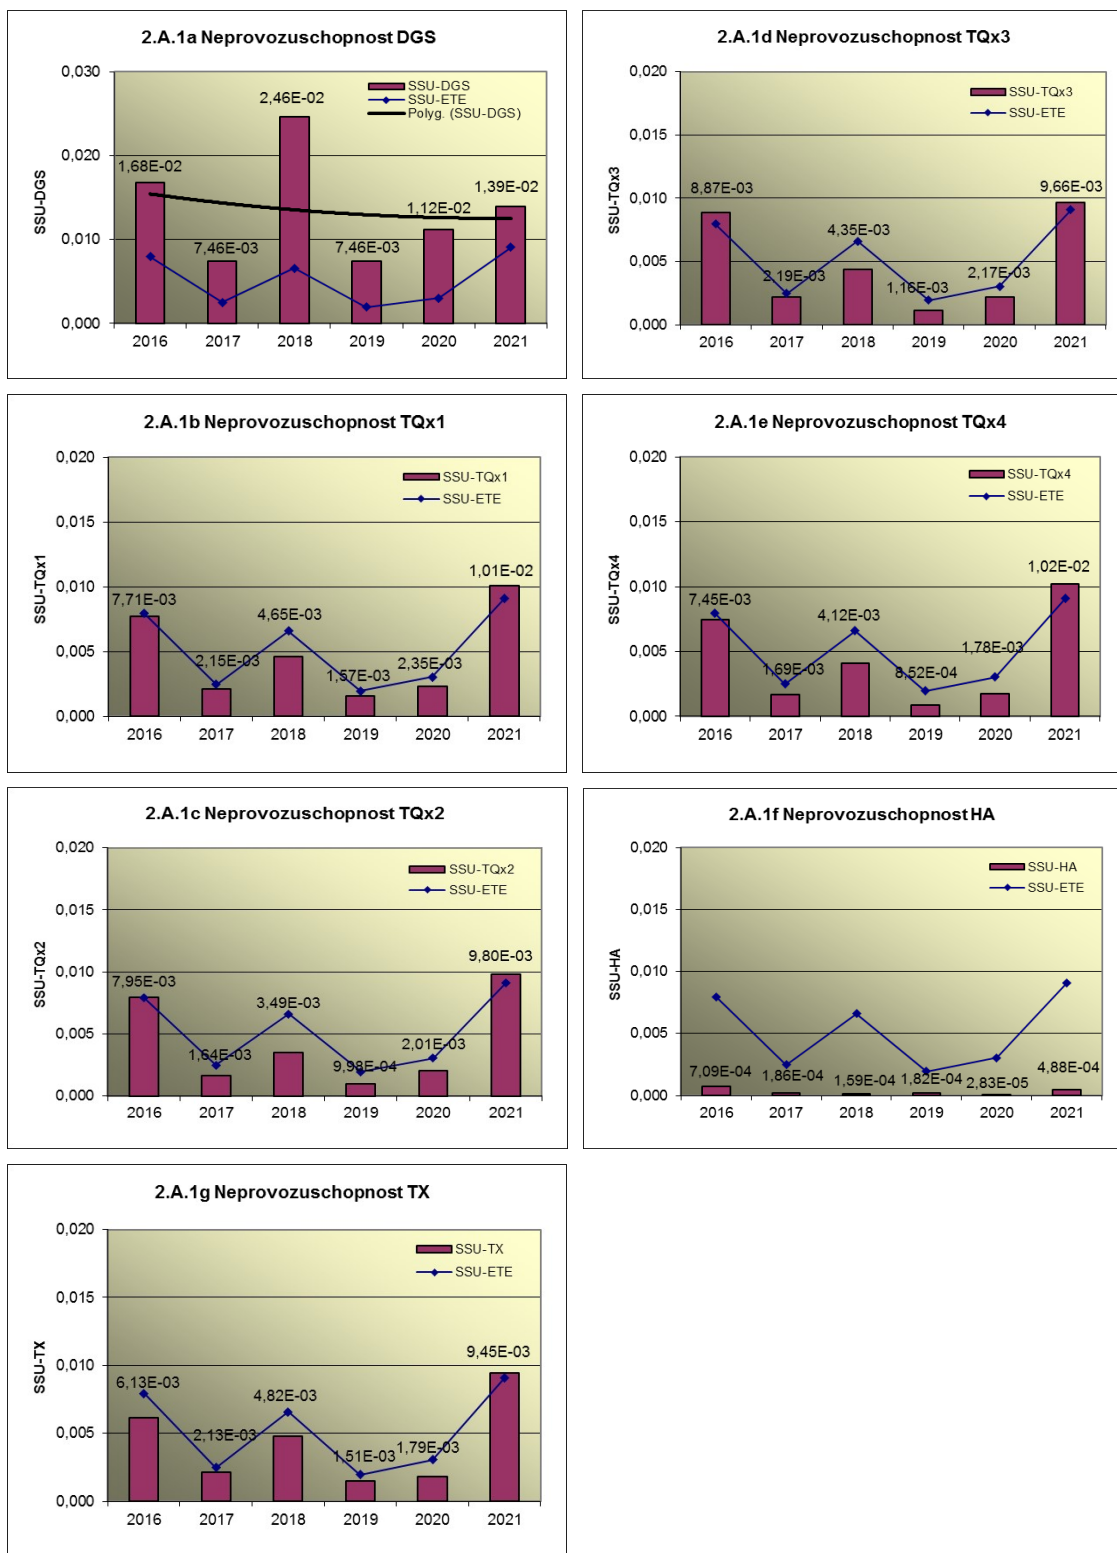 2.A.1a Neprovozuschopnost DGS
0,030
0,020
0,010
0,000
SSU-DGS
SSU-DGS
SSU-ETE
Polyg. (SSU-DGS)
1,68E-02
7,46E-03
2,46E-02
7,46E-03
1,12E-02
1,39E-02
2016 2017 2018 2019 2020 2021
2.A.1d Neprovozuschopnost TQx3
0,020
0,015
0,010
0,005
0,000
SSU-TQx3
SSU-TQx3
SSU-ETE
8,87E-03
2,19E-03
4,35E-03
1,16E-03
2,17E-03
9,66E-03
2016 2017 2018 2019 2020 2021
2.A.1b Neprovozuschopnost TQx1
0,020
0,015
0,010
0,005
0,000
SSU-TQx1
SSU-TQx1
SSU-ETE
7,71E-03
2,15E-03
4,65E-03
1,57E-03
2,35E-03
1,01E-02
2016 2017 2018 2019 2020 2021
2.A.1e Neprovozuschopnost TQx4
0,020
0,015
0,010
0,005
0,000
SSU-TQx4
SSU-TQx4
SSU-ETE
7,45E-03
1,69E-03
4,12E-03
8,52E-04
1,78E-03
1,02E-02
2016 2017 2018 2019 2020 2021
2.A.1c Neprovozuschopnost TQx2
0,020
0,015
0,010
0,005
0,000
SSU-TQx2
SSU-TQx2
SSU-ETE
7,95E-03
1,64E-03
3,49E-03
9,98E-04
2,01E-03
9,80E-03
2016 2017 2018 2019 2020 2021
2.A.1f Neprovozuschopnost HA
0,020
0,015
0,010
0,005
0,000
SSU-HA
SSU-HA
SSU-ETE
7,09E-04
1,86E-04
1,59E-04
1,82E-04
2,83E-05
4,88E-04
2016 2017 2018 2019 2020 2021
2.A.1g Neprovozuschopnost TX
0,020
0,015
0,010
0,005
0,000
SSU-TX
SSU-TX
SSU-ETE
6,13E-03
2,13E-03
4,82E-03
1,51E-03
1,79E-03
9,45E-03
2016 2017 2018 2019 2020 2021